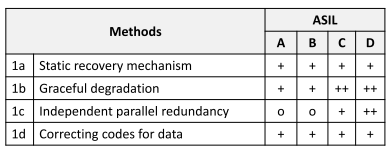 Methods ASIL
A B C D
1a Static recovery mechanism + + + +
1b Graceful degradation + + ++ ++
1c Independent parallel redundancy o o + ++
1d Correcting codes for data + + + +